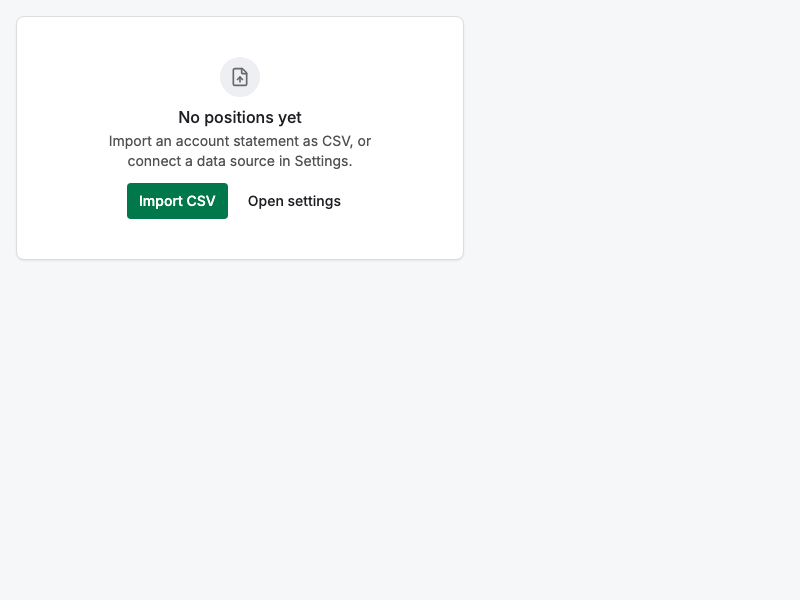 No positions yet
Import an account statement as CSV, or
connect a data source in Settings.
Import CSV
Open settings